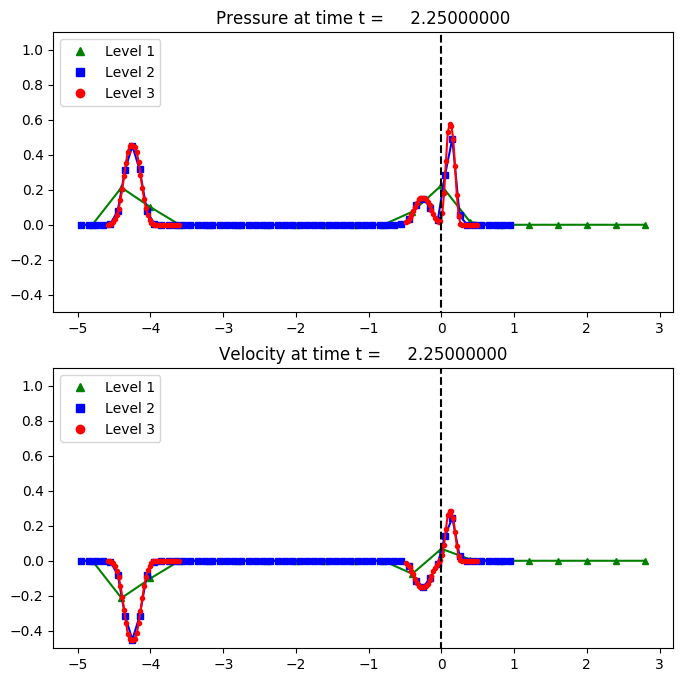 Pressure at time t = 2.25000000
1.0
0.8
0.6
0.4
0.2
0.0
−0.2
−0.4
Level 1
Level 2
Level 3
−5 −4 −3 −2 −1 0 1 2 3
Velocity at time t = 2.25000000
1.0
0.8
0.6
0.4
0.2
0.0
−0.2
−0.4
Level 1
Level 2
Level 3
−5 −4 −3 −2 −1 0 1 2 3